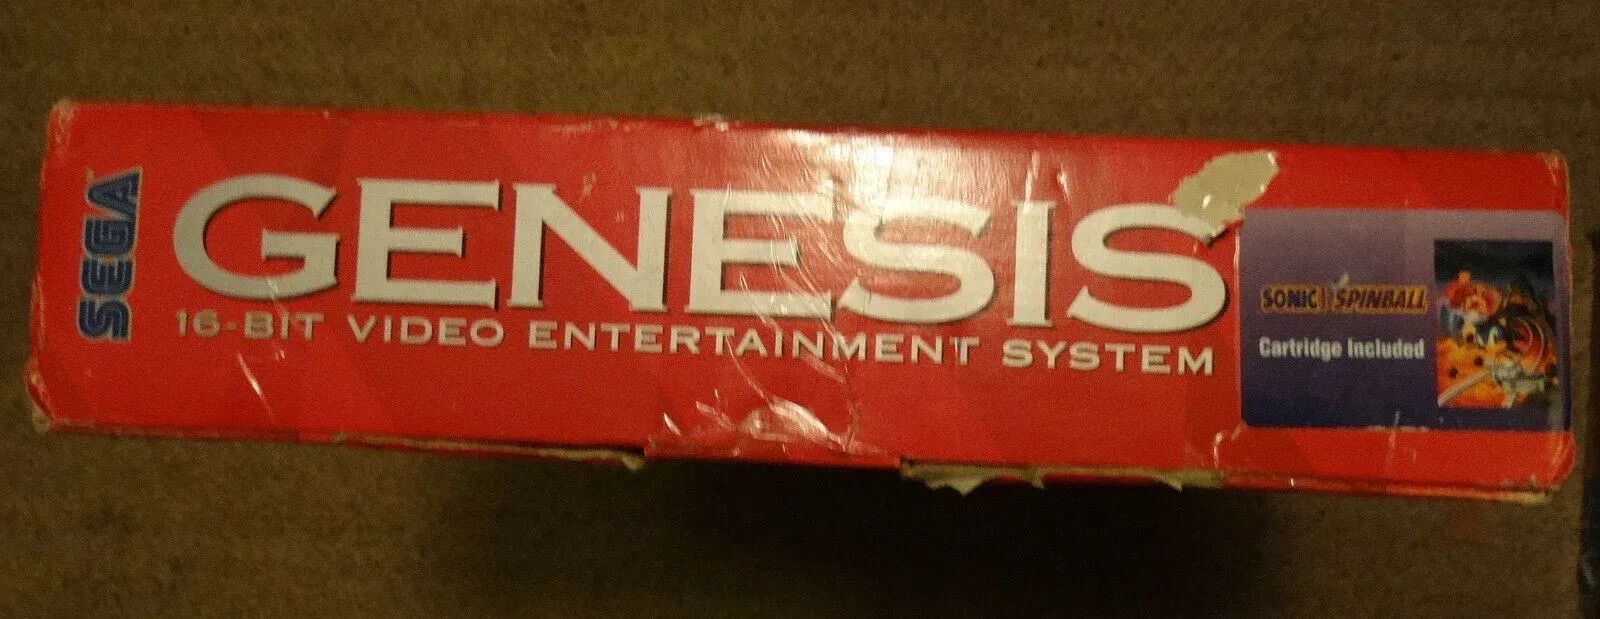 SEGA
GENESIS
16-BIT VIDEO ENTERTAINMENT SYSTEM
SONIC SPINBALL
Cartridge Included